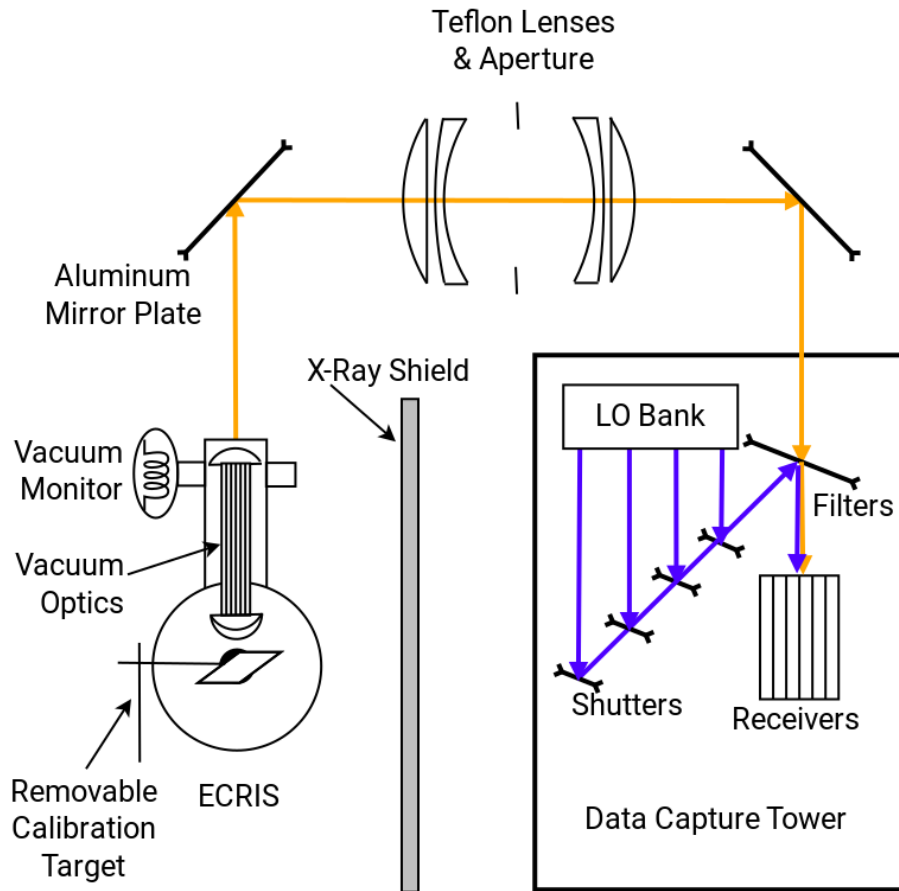 Teflon Lenses
& Aperture
Aluminum
Mirror Plate
X-Ray Shield
LO Bank
Vacuum
Monitor
Filters
Vacuum
Optics
Shutters
Receivers
Removable
Calibration
Target
ECRIS
Data Capture Tower